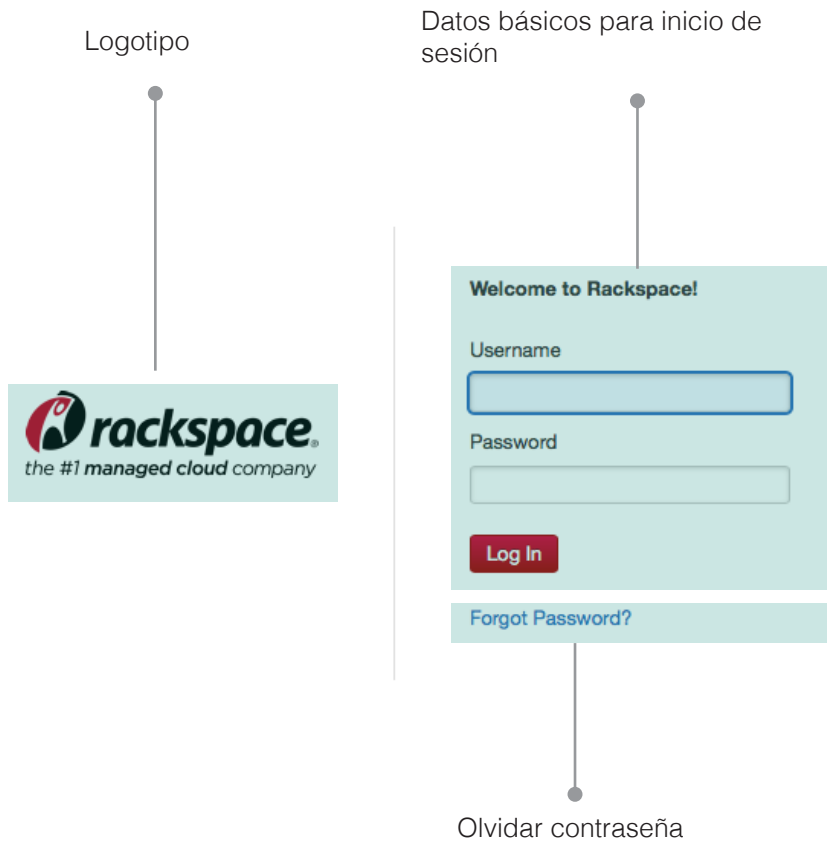 Logotipo
Datos básicos para inicio de
sesión
rackspace®
the #1 managed cloud company
Welcome to Rackspace!
Username
Password
Log In
Forgot Password?
Olvidar contraseña